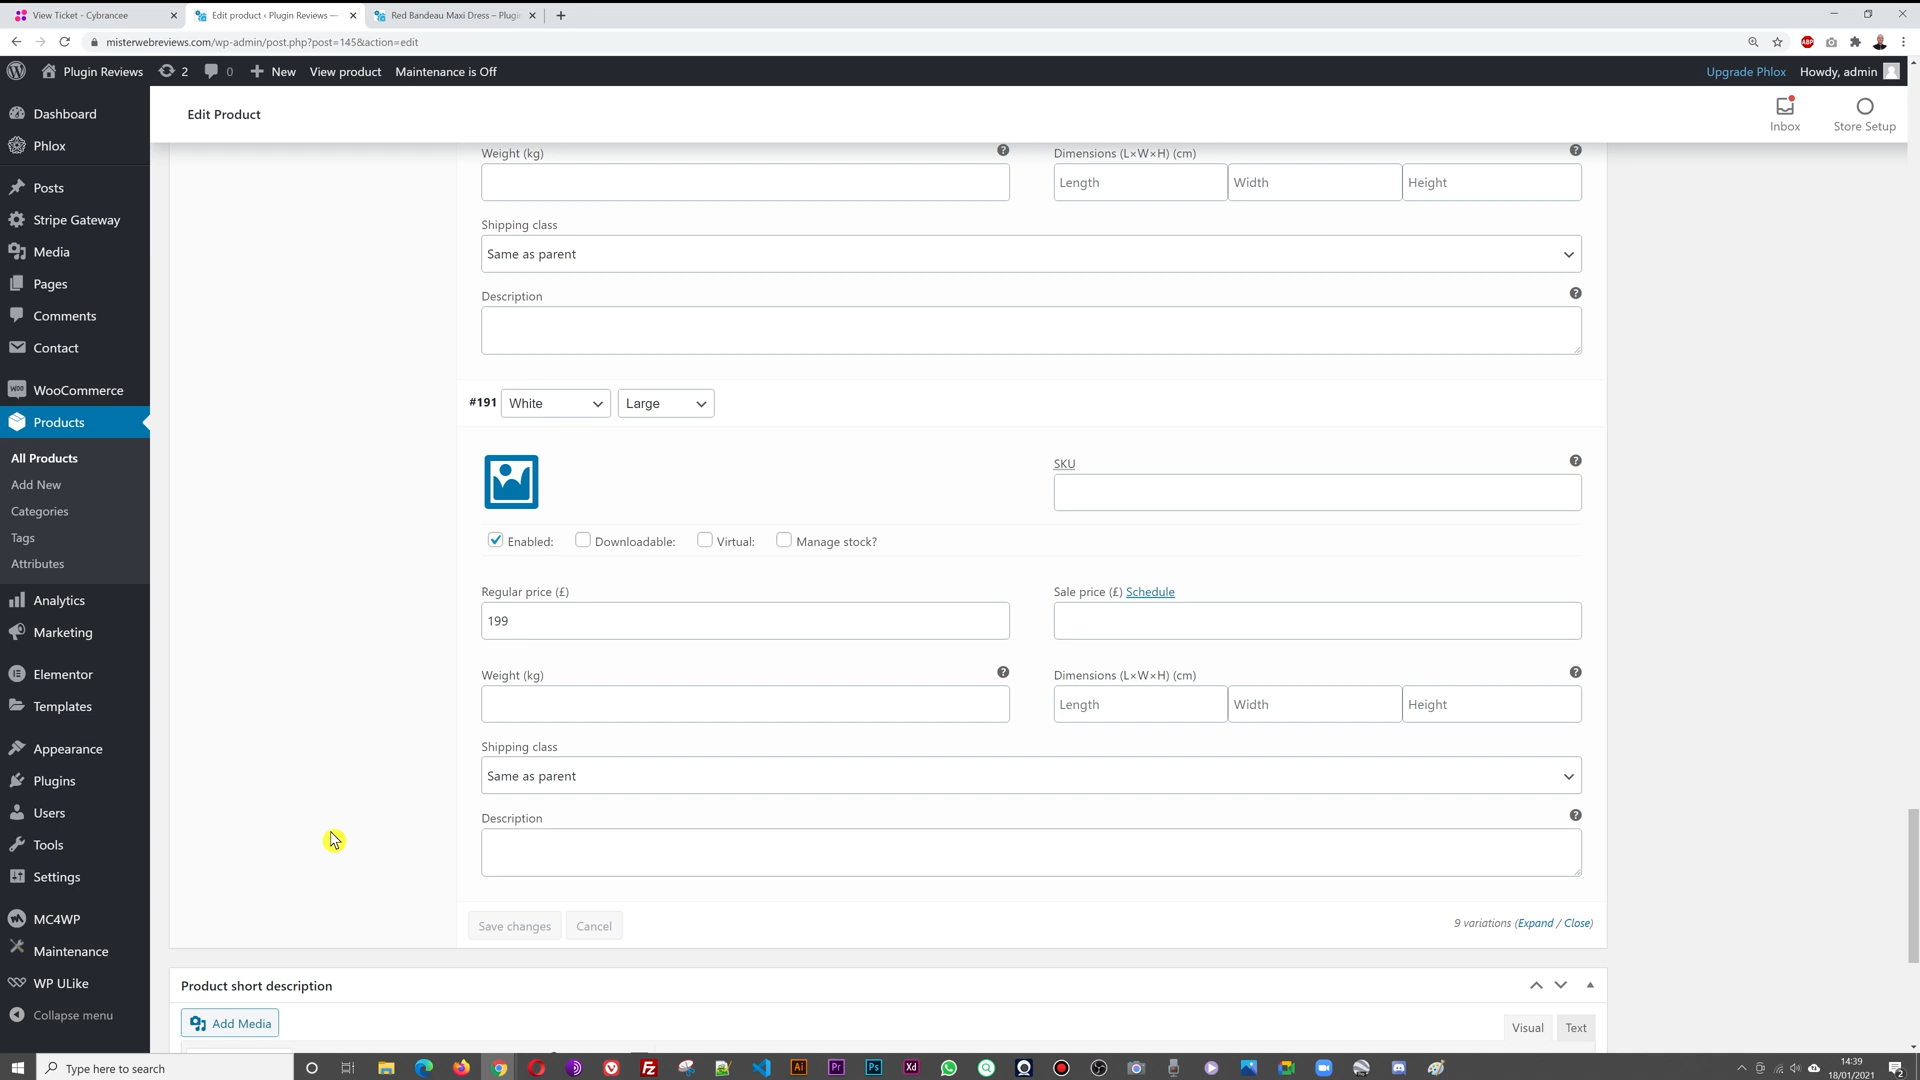 View Ticket - Cybrancee
Edit product ‹ Plugin Reviews —
Red Bandeau Maxi Dress – Plugin
misterwebreviews.com/wp-admin/post.php?post=145&action=edit
Plugin Reviews 2 0 New View product Maintenance is Off Upgrade Phlox Howdy, admin
Edit Product
Inbox
Store Setup
Dashboard
Phlox
Posts
Stripe Gateway
Media
Pages
Comments
Contact
WooCommerce
Products
All Products
Add New
Categories
Tags
Attributes
Analytics
Marketing
Elementor
Templates
Appearance
Plugins
Users
Tools
Settings
MC4WP
Maintenance
WP ULike
Collapse menu
Weight (kg)
Dimensions (L×W×H) (cm)
Length Width Height
Shipping class
Same as parent
Description
#191 White Large
SKU
Enabled: Downloadable: Virtual: Manage stock?
Regular price (£)
199
Sale price (£) Schedule
Weight (kg)
Dimensions (L×W×H) (cm)
Length Width Height
Shipping class
Same as parent
Description
Save changes Cancel
9 variations (Expand / Close)
Product short description
Add Media
Visual Text
Type here to search
14:39
18/01/2021